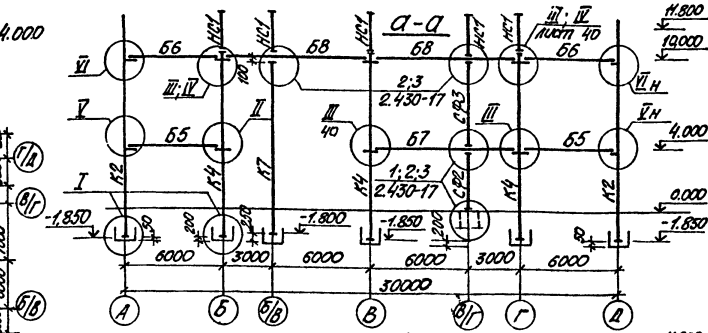 4.000
НС1 НС1 НС1 а-а НС1 НС1 III; IV 11.800
лист 40
Б6 Б8 Б8 Б6 10.000
VI 100 VI н
III; IV 2;3
2.430-17 СФ3
V II III III V н
40
Б5 Б7 Б5 4.000
Г/Д
К2 К4 К7 К4 1;2;3 СФ2 К4 К2
2.430-17
В/Г
I 0.000
-1,850 50 200 250 -1.800 -1.850 200 50 -1.850
6000 3000 6000 6000 3000 6000
30000
Б/В
А Б Б/В В В/Г Г Д